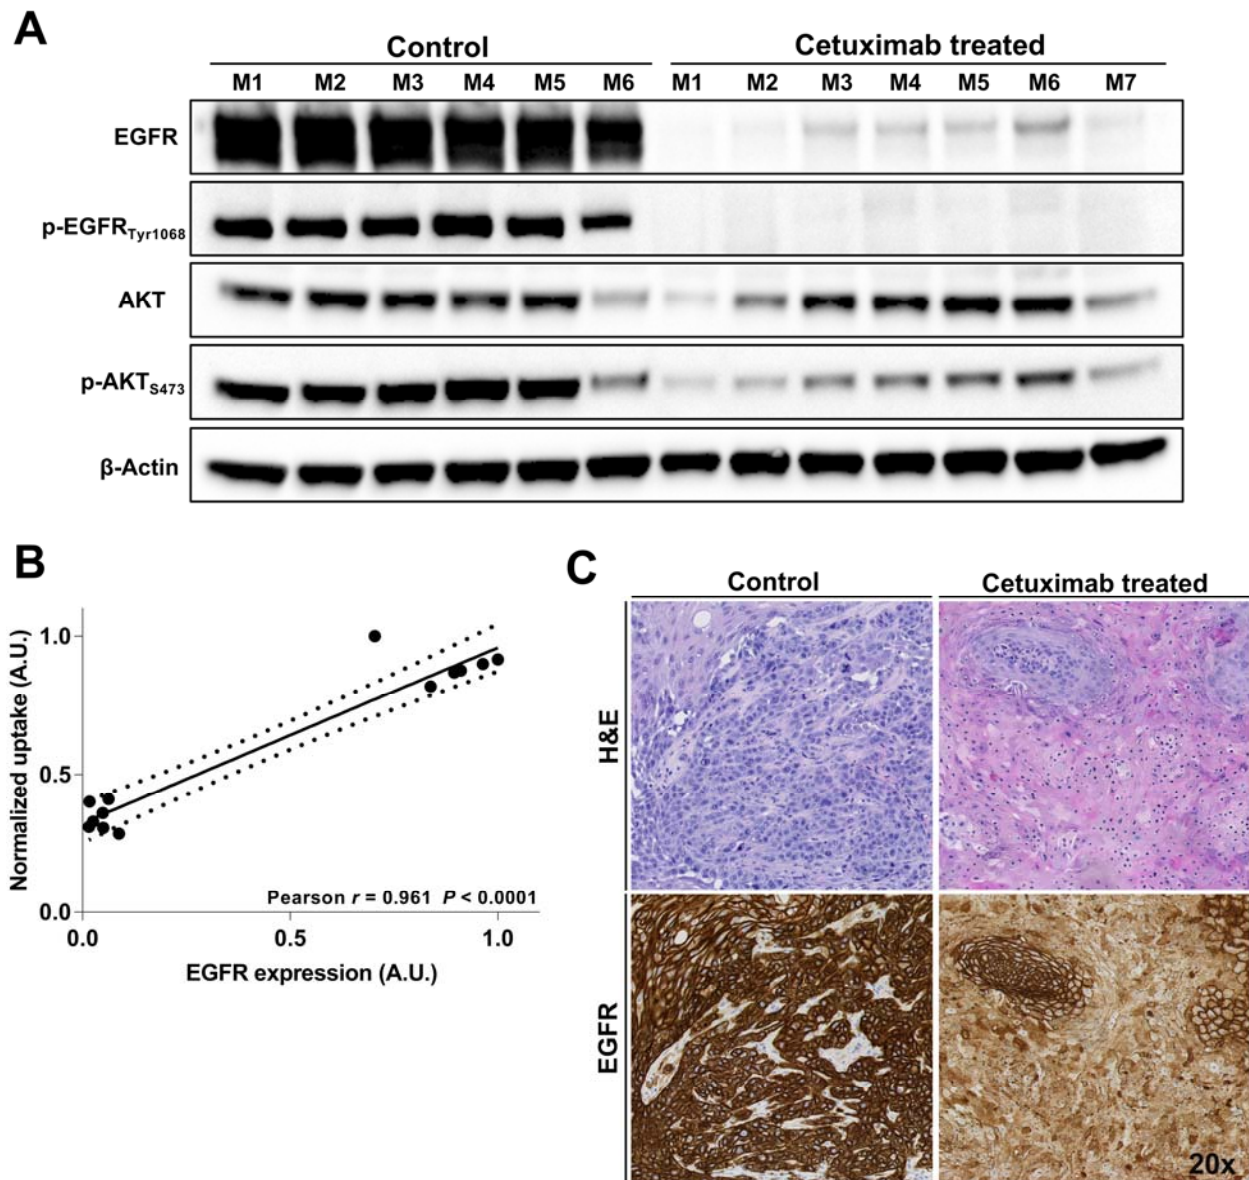 A
Control
Cetuximab treated
M1 M2 M3 M4 M5 M6 M1 M2 M3 M4 M5 M6 M7
EGFR
p-EGFRTyr1068
AKT
p-AKTS473
β-Actin
B
Normalized uptake (A.U.)
1.0
0.5
0.0
Pearson r = 0.961 P < 0.0001
0.0 0.5 1.0
EGFR expression (A.U.)
C
Control
Cetuximab treated
H&E
EGFR
20x